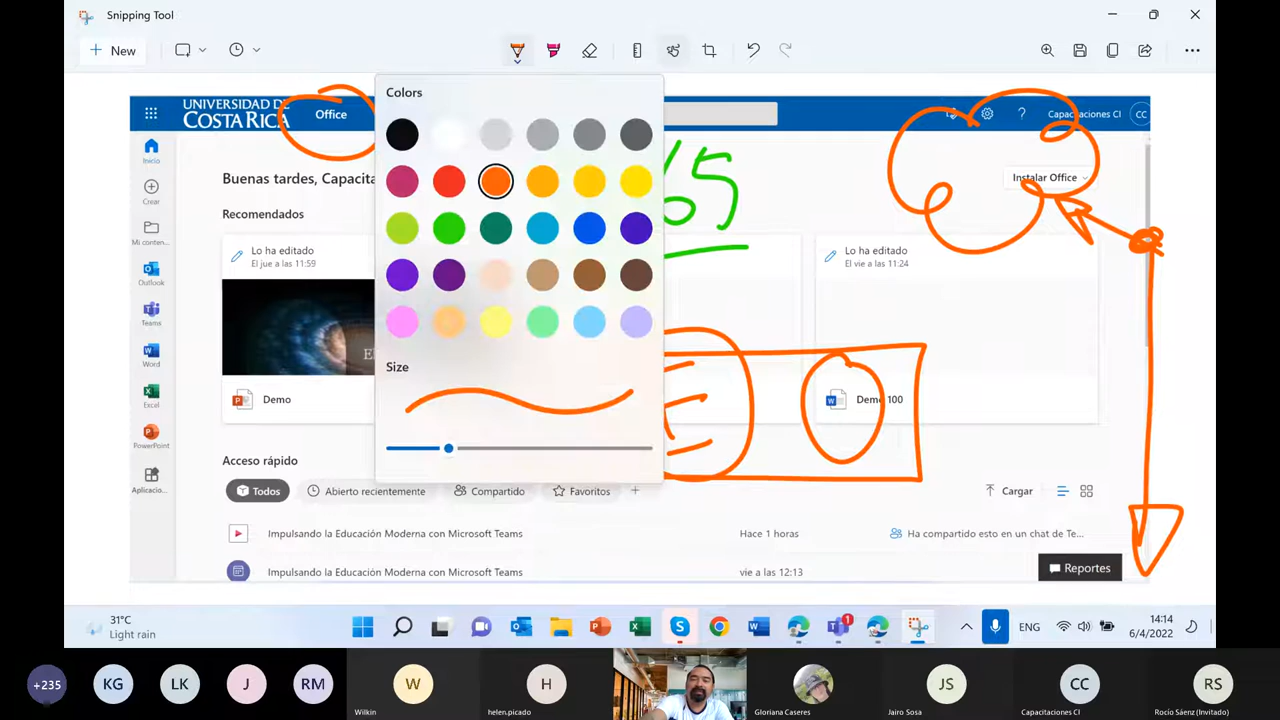 Snipping Tool
New
Colors
UNIVERSIDAD DE
COSTA RICA
Office
Capacitaciones CI
CC
Inicio
Buenas tardes, Capacita
65
Instalar Office
Crear
Recomendados
Mi conten...
Lo ha editado
El jue a las 11:59
Lo ha editado
El vie a las 11:24
Outlook
Teams
Word
Size
Excel
Demo
E
Demo 100
PowerPoint
Acceso rápido
Aplicacio...
Todos
Abierto recientemente
Compartido
Favoritos
Cargar
Impulsando la Educación Moderna con Microsoft Teams
Hace 1 horas
Ha compartido esto en un chat de Te...
Impulsando la Educación Moderna con Microsoft Teams
vie a las 12:13
Reportes
31°C
Light rain
1
ENG
14:14
6/4/2022
+235
KG
LK
J
RM
W
H
JS
CC
RS
Wilkin
helen.picado
Gloriana Caseres
Jairo Sosa
Capacitaciones CI
Rocío Sáenz (Invitado)